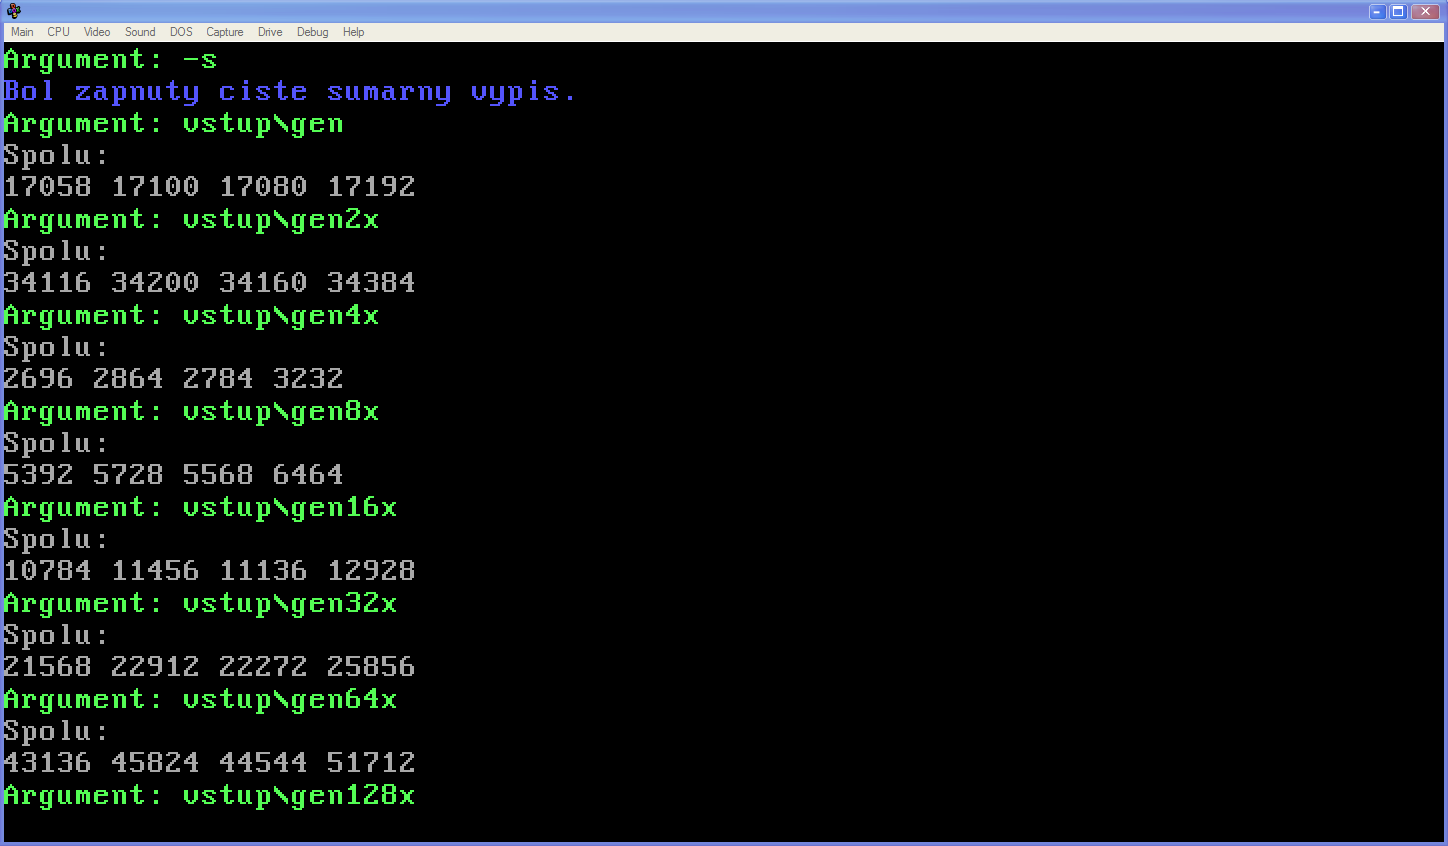 Main CPU Video Sound DOS Capture Drive Debug Help
Argument: -s
Bol zapnuty ciste sumarny vypis.
Argument: vstup\gen
Spolu:
17058 17100 17080 17192
Argument: vstup\gen2x
Spolu:
34116 34200 34160 34384
Argument: vstup\gen4x
Spolu:
2696 2864 2784 3232
Argument: vstup\gen8x
Spolu:
5392 5728 5568 6464
Argument: vstup\gen16x
Spolu:
10784 11456 11136 12928
Argument: vstup\gen32x
Spolu:
21568 22912 22272 25856
Argument: vstup\gen64x
Spolu:
43136 45824 44544 51712
Argument: vstup\gen128x